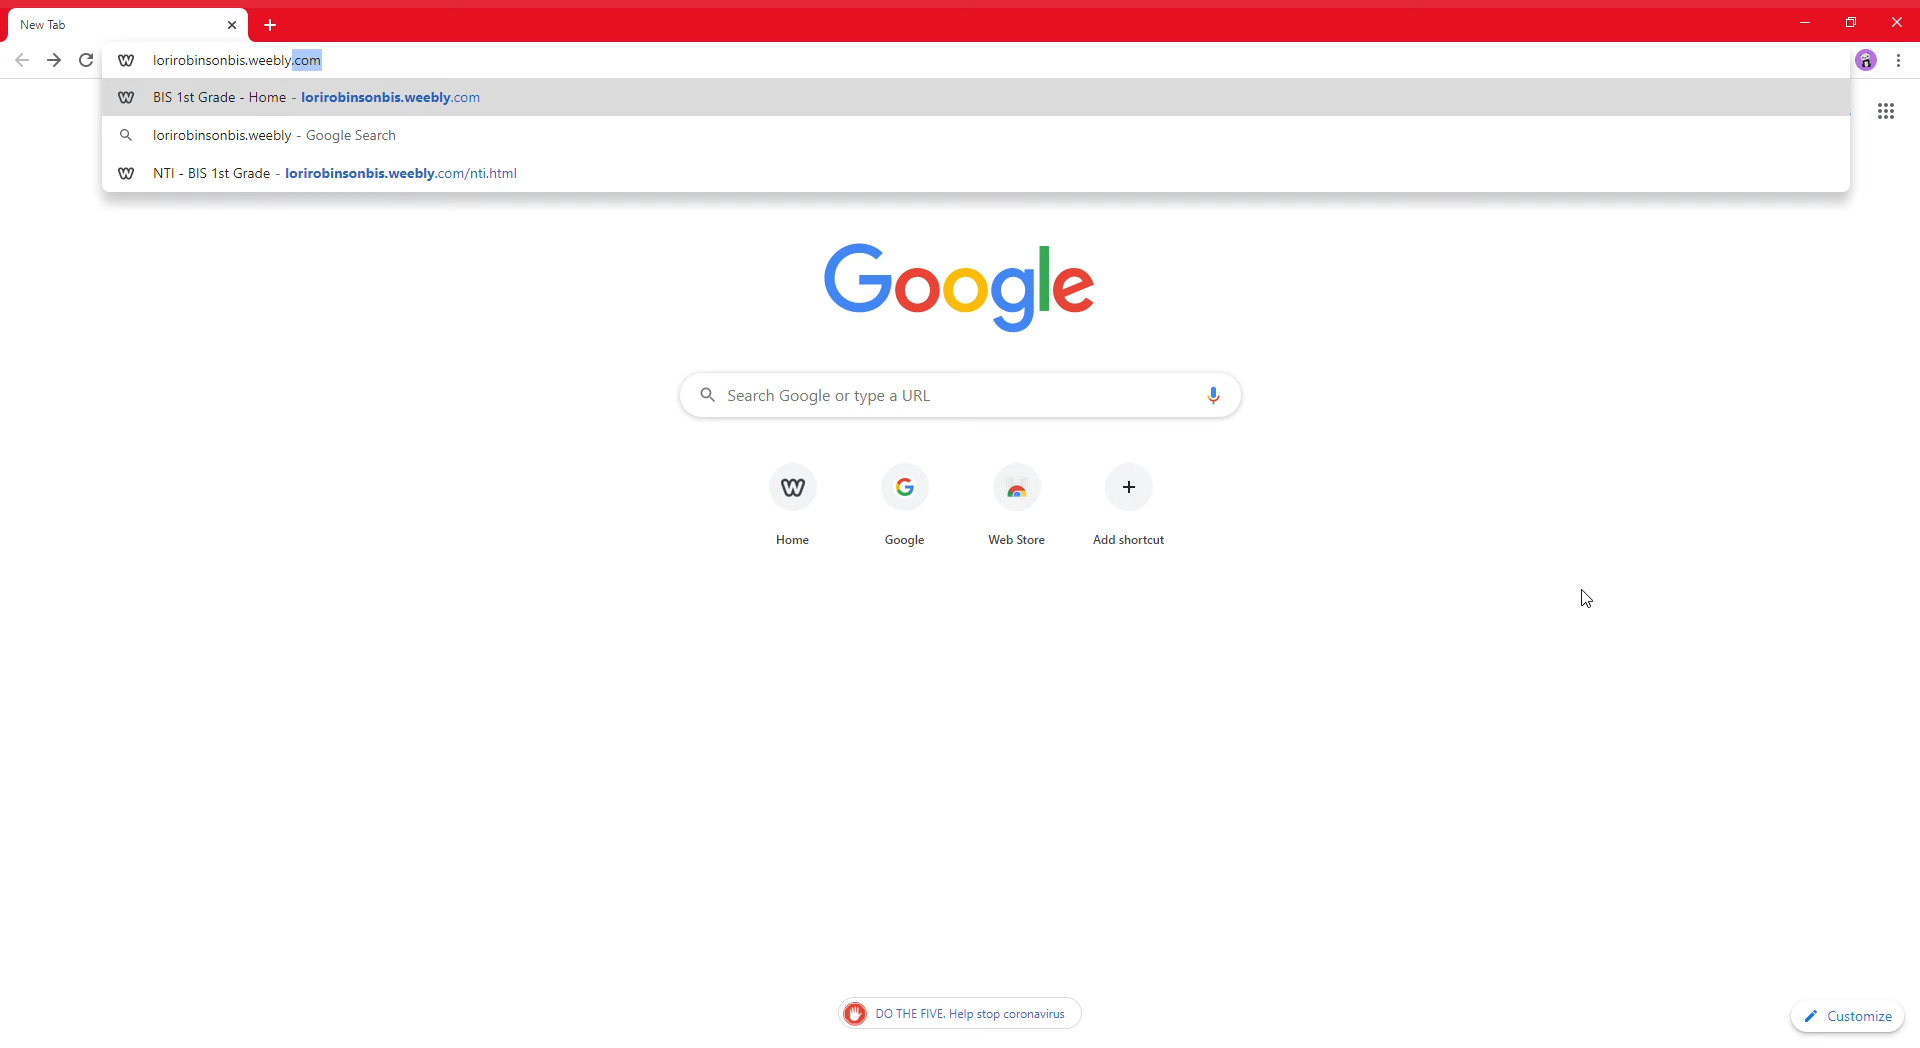 New Tab
lorirobinsonbis.weebly.com
BIS 1st Grade - Home - lorirobinsonbis.weebly.com
lorirobinsonbis.weebly - Google Search
NTI - BIS 1st Grade - lorirobinsonbis.weebly.com/nti.html
Google
Search Google or type a URL
Home Google Web Store Add shortcut
DO THE FIVE. Help stop coronavirus
Customize